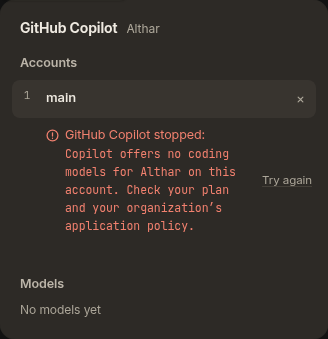 GitHub Copilot Althar
Accounts
1 main ×
GitHub Copilot stopped:
Copilot offers no coding
models for Althar on this
account. Check your plan
and your organization’s
application policy.
Try again
Models
No models yet